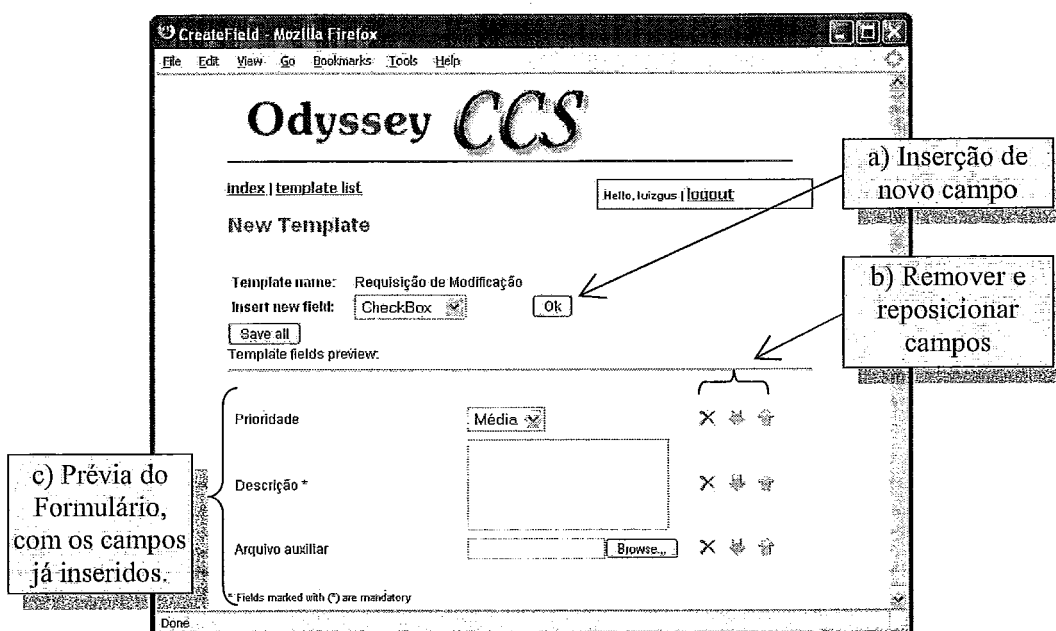 CreateField - Mozilla Firefox
File Edit View Go Bookmarks Tools Help
Odyssey CCS
index | template list
Hello, luizgus | logout
New Template
a) Inserção de
novo campo
Template name: Requisição de Modificação
Insert new field: CheckBox Ok
Save all
Template fields preview:
b) Remover e
reposicionar
campos
Prioridade Média
Descrição *
Arquivo auxiliar Browse...
* Fields marked with (*) are mandatory
c) Prévia do
Formulário,
com os campos
já inseridos.
Done